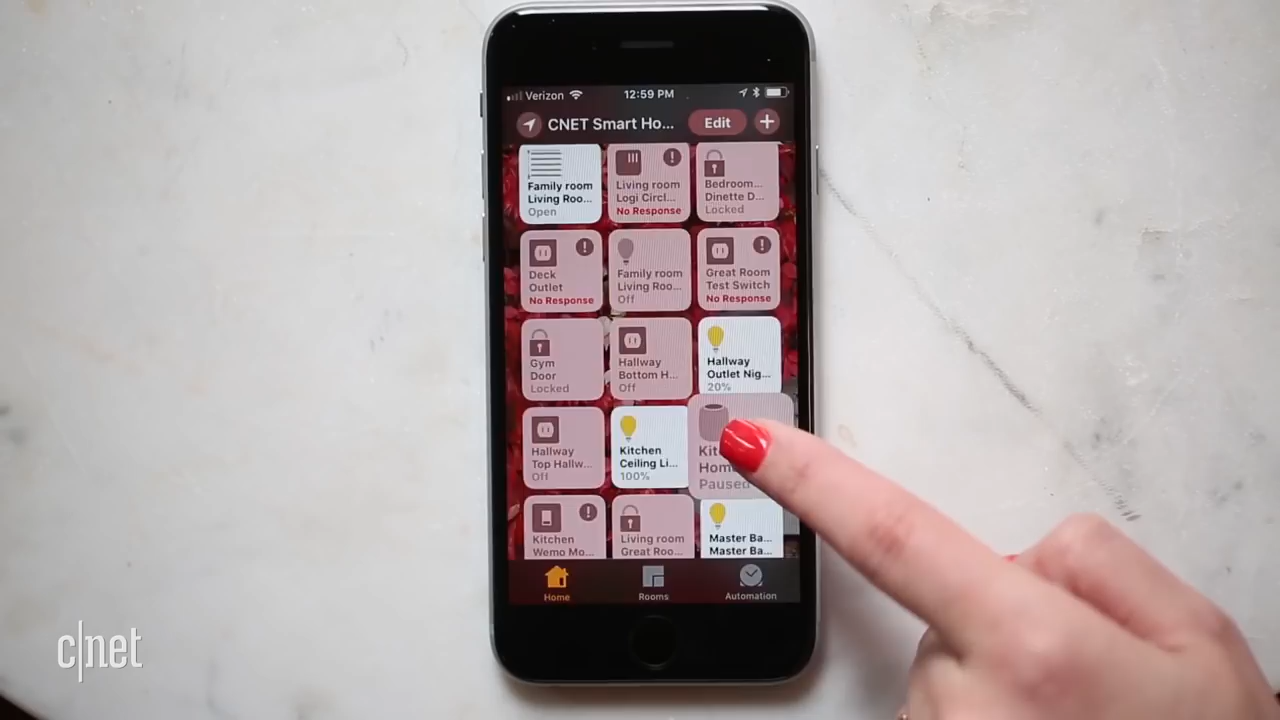 Verizon 12:59 PM
CNET Smart Ho... Edit +
Family room
Living Roo...
Open
Living room
Logi Circl...
No Response
Bedroom...
Dinette D...
Locked
Deck
Outlet
No Response
Family room
Living Roo...
Off
Great Room
Test Switch
No Response
Gym
Door
Locked
Hallway
Bottom H...
Off
Hallway
Outlet Nig...
20%
Hallway
Top Hallw...
Off
Kitchen
Ceiling Li...
100%
Paused
Kitchen
Wemo Mo...
Living room
Great Roo...
Master Ba...
Master Ba...
Home Rooms Automation
c|net